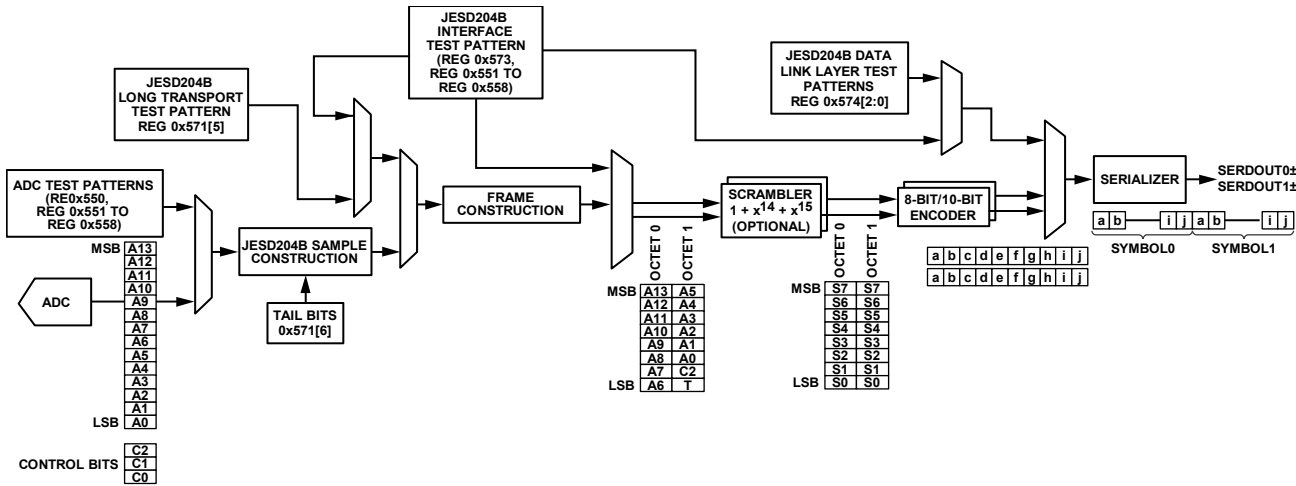 JESD204B
INTERFACE
TEST PATTERN
(REG 0x573,
REG 0x551 TO
REG 0x558)
JESD204B
LONG TRANSPORT
TEST PATTERN
REG 0x571[5]
JESD204B DATA
LINK LAYER TEST
PATTERNS
REG 0x574[2:0]
ADC TEST PATTERNS
(RE0x550,
REG 0x551 TO
REG 0x558)
MSB A13
A12
A11
A10
A9
A8
A7
A6
A5
A4
A3
A2
A1
LSB A0
CONTROL BITS
C2
C1
C0
ADC
JESD204B SAMPLE
CONSTRUCTION
TAIL BITS
0x571[6]
FRAME
CONSTRUCTION
OCTET 0
OCTET 1
MSB A13 A5
A12 A4
A11 A3
A10 A2
A9 A1
A8 A0
A7 C2
LSB A6 T
SCRAMBLER
1 + x14 + x15
(OPTIONAL)
OCTET 0
OCTET 1
MSB S7 S7
S6 S6
S5 S5
S4 S4
S3 S3
S2 S2
S1 S1
LSB S0 S0
8-BIT/10-BIT
ENCODER
a b c d e f g h i j
a b c d e f g h i j
SERIALIZER
SERDOUT0±
SERDOUT1±
a b i j a b i j
SYMBOL0 SYMBOL1